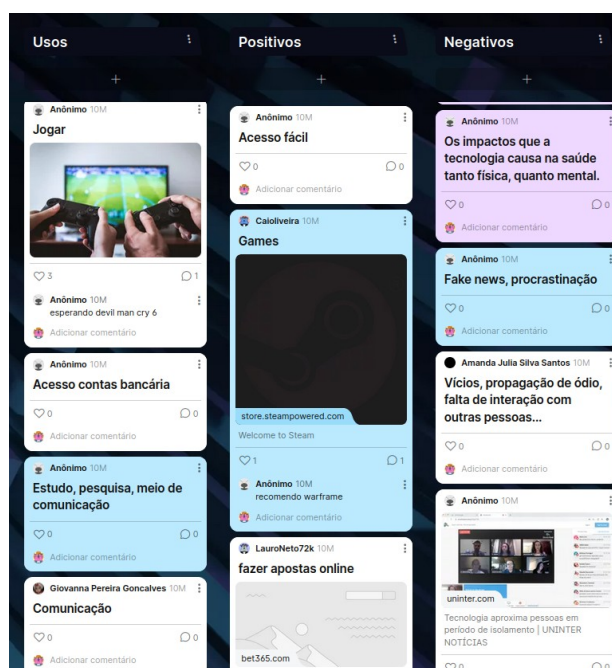 Usos
Anônimo 10M
Jogar
3
1
Anônimo 10M
esperando devil man cry 6
Adicionar comentário
Anônimo 10M
Acesso contas bancária
0
0
Adicionar comentário
Anônimo 10M
Estudo, pesquisa, meio de
comunicação
0
0
Adicionar comentário
Giovanna Pereira Goncalves 10M
Comunicação
0
0
Adicionar comentário
Positivos
Anônimo 10M
Acesso fácil
0
0
Adicionar comentário
Caioliveira 10M
Games
store.steampowered.com
Welcome to Steam
1
1
Anônimo 10M
recomendo warframe
Adicionar comentário
LauroNeto72k 10M
fazer apostas online
bet365.com
Negativos
Anônimo 10M
Os impactos que a
tecnologia causa na saúde
tanto física, quanto mental.
0
0
Adicionar comentário
Anônimo 10M
Fake news, procrastinação
0
0
Adicionar comentário
Amanda Julia Silva Santos 10M
Vícios, propagação de ódio,
falta de interação com
outras pessoas...
0
0
Adicionar comentário
Anônimo 10M
uninter.com
Tecnologia aproxima pessoas em
período de isolamento | UNINTER
NOTÍCIAS
0
0